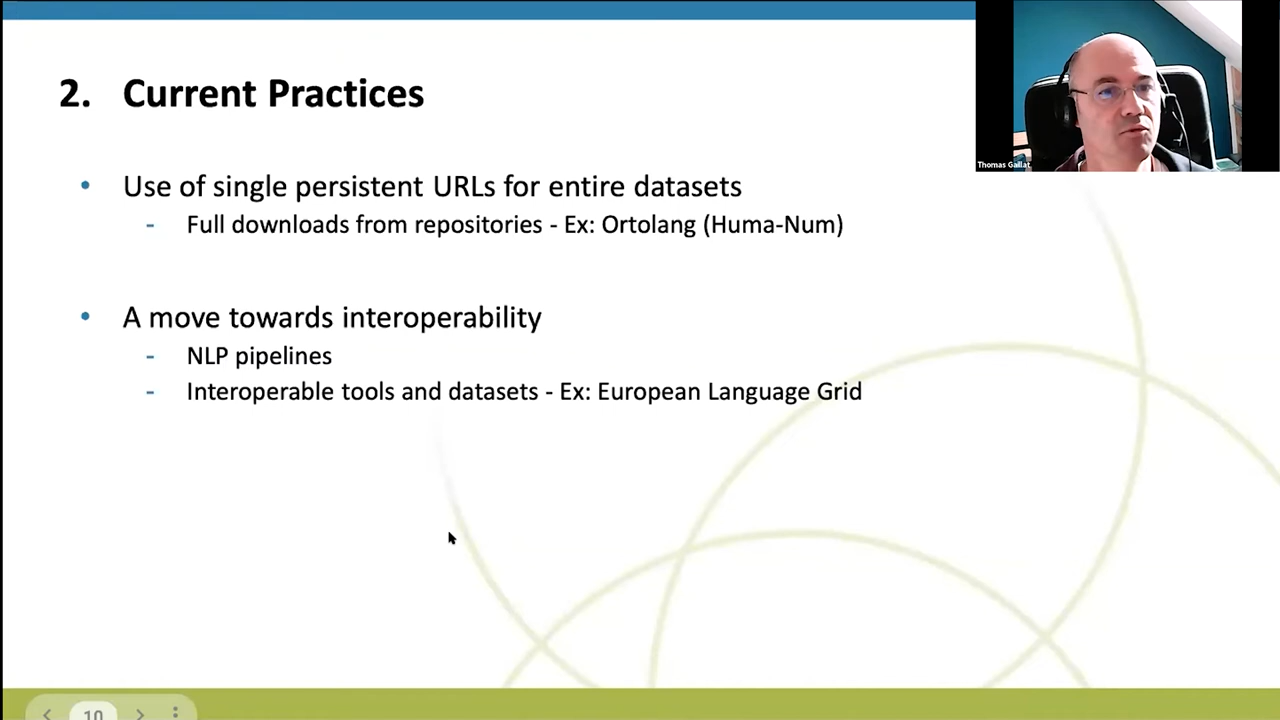 2. Current Practices
• Use of single persistent URLs for entire datasets
- Full downloads from repositories - Ex: Ortolang (Huma-Num)
• A move towards interoperability
- NLP pipelines
- Interoperable tools and datasets - Ex: European Language Grid
Thomas Gaillat
10